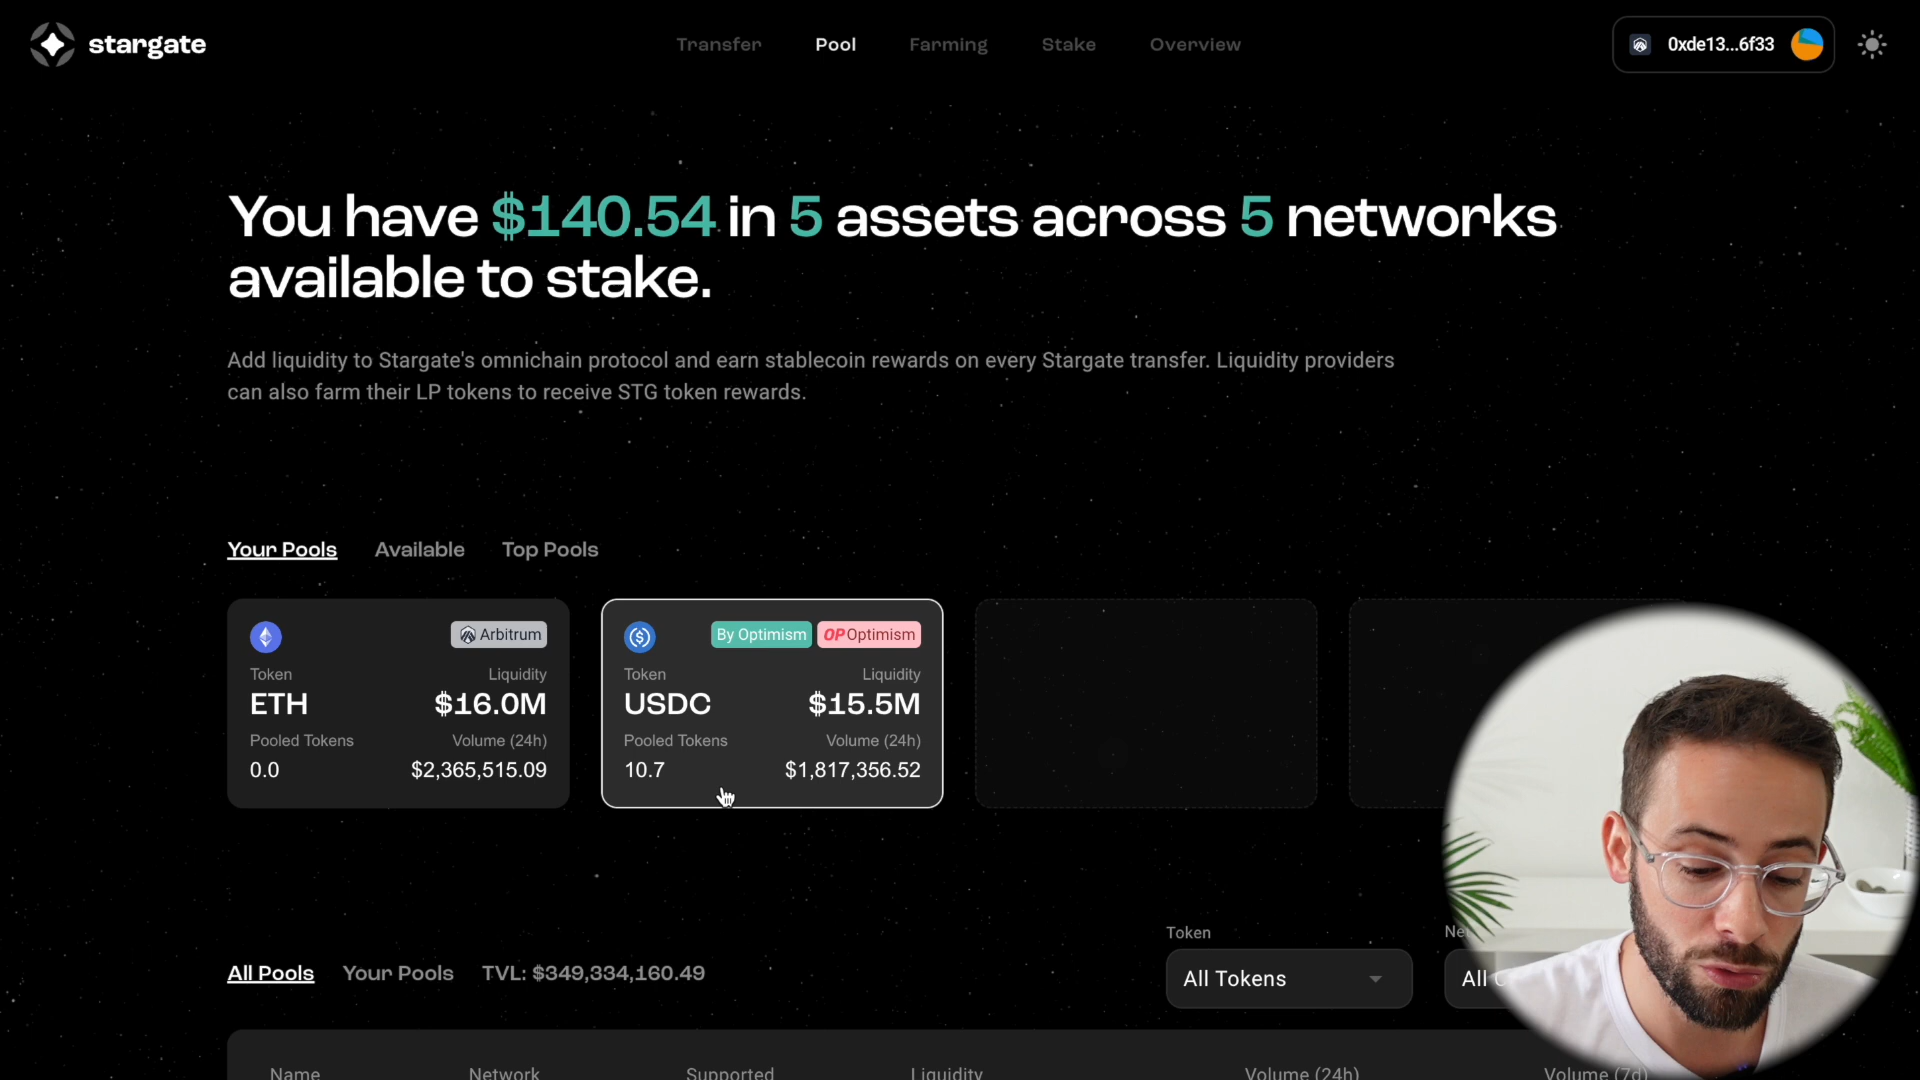 stargate
Transfer
Pool
Farming
Stake
Overview
0xde13...6f33
You have $140.54 in 5 assets across 5 networks
available to stake.
Add liquidity to Stargate's omnichain protocol and earn stablecoin rewards on every Stargate transfer. Liquidity providers
can also farm their LP tokens to receive STG token rewards.
Your Pools
Available
Top Pools
Arbitrum
Token
Liquidity
ETH
$16.0M
Pooled Tokens
Volume (24h)
0.0
$2,365,515.09
By Optimism
OP Optimism
Token
Liquidity
USDC
$15.5M
Pooled Tokens
Volume (24h)
10.7
$1,817,356.52
All Pools
Your Pools
TVL: $349,334,160.49
Token
All Tokens
All
Name
Network
Supported
Liquidity
Volume (24h)
Volume (7d)